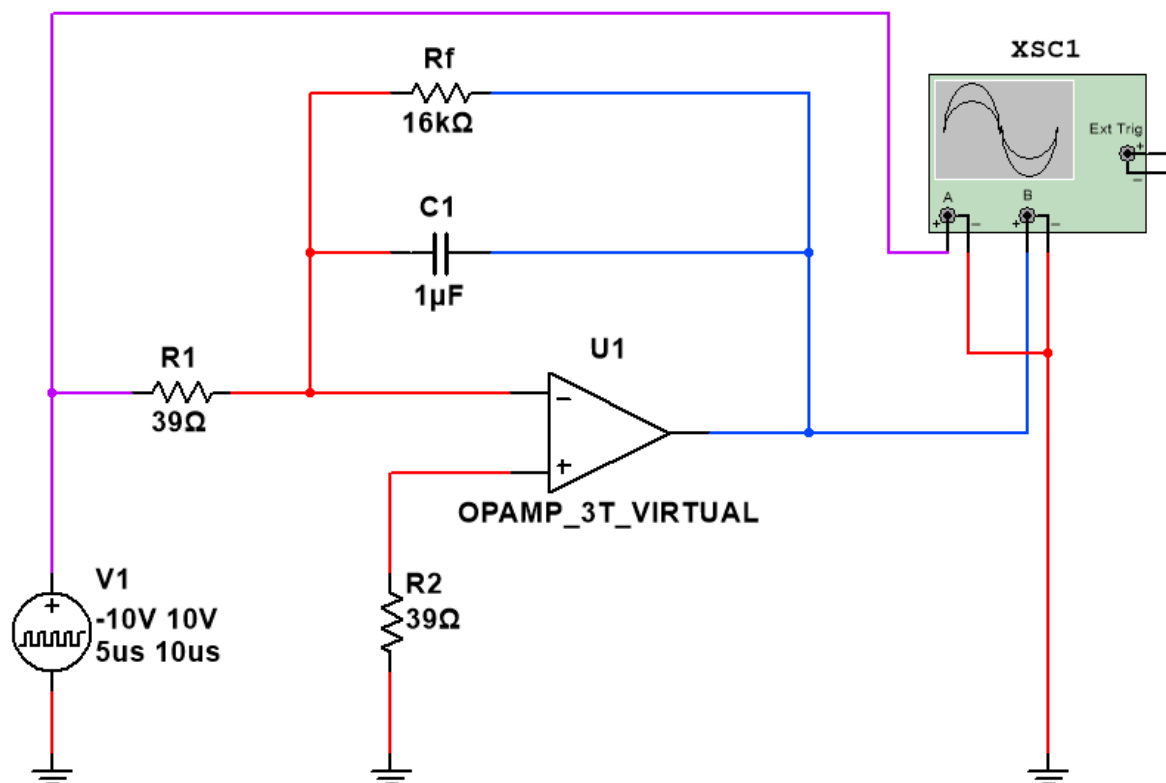 XSC1
Rf
16kΩ
Ext Trig
+
−
A
B
+
−
+
−
C1
1µF
R1
39Ω
U1
−
+
OPAMP_3T_VIRTUAL
V1
+
-10V 10V
5us 10us
R2
39Ω